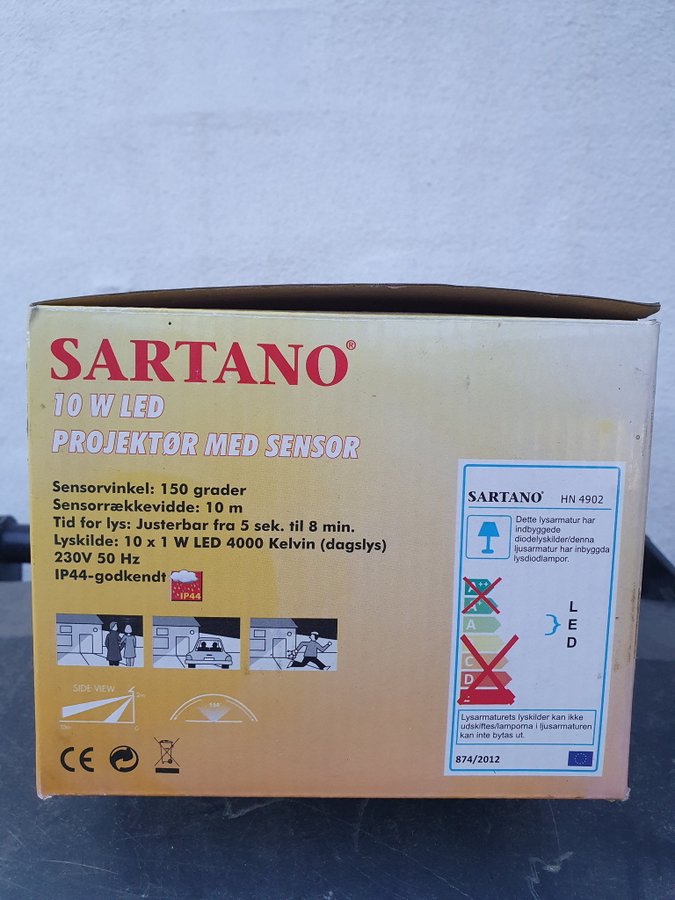 SARTANO®
10 W LED
PROJEKTØR MED SENSOR
Sensorvinkel: 150 grader
Sensorrækkevidde: 10 m
Tid for lys: Justerbar fra 5 sek. til 8 min.
Lyskilde: 10 x 1 W LED 4000 Kelvin (dagslys)
230V 50 Hz
IP44-godkendt
IP44
SIDE VIEW
2m
CE
SARTANO® HN 4902
Dette lysarmatur har
indbyggede
diodelyskilder/denna
ljusarmatur har inbyggda
lysdiodlampor.
A++
A+
A
C
D
LED
Lysarmaturets lyskilder kan ikke
udskiftes/lamporna i ljusarmaturen
kan inte bytas ut.
874/2012